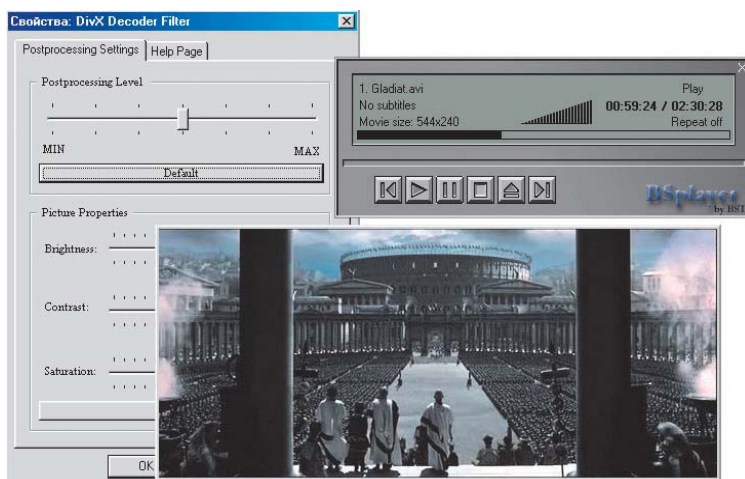 Свойства: DivX Decoder Filter
Postprocessing Settings
Help Page
Postprocessing Level
MIN
MAX
Default
Picture Properties
Brightness:
Contrast:
Saturation:
OK
1. Gladiat.avi
Play
No subtitles
00:59:24 / 02:30:28
Movie size: 544x240
Repeat off
BSplayer
by BST